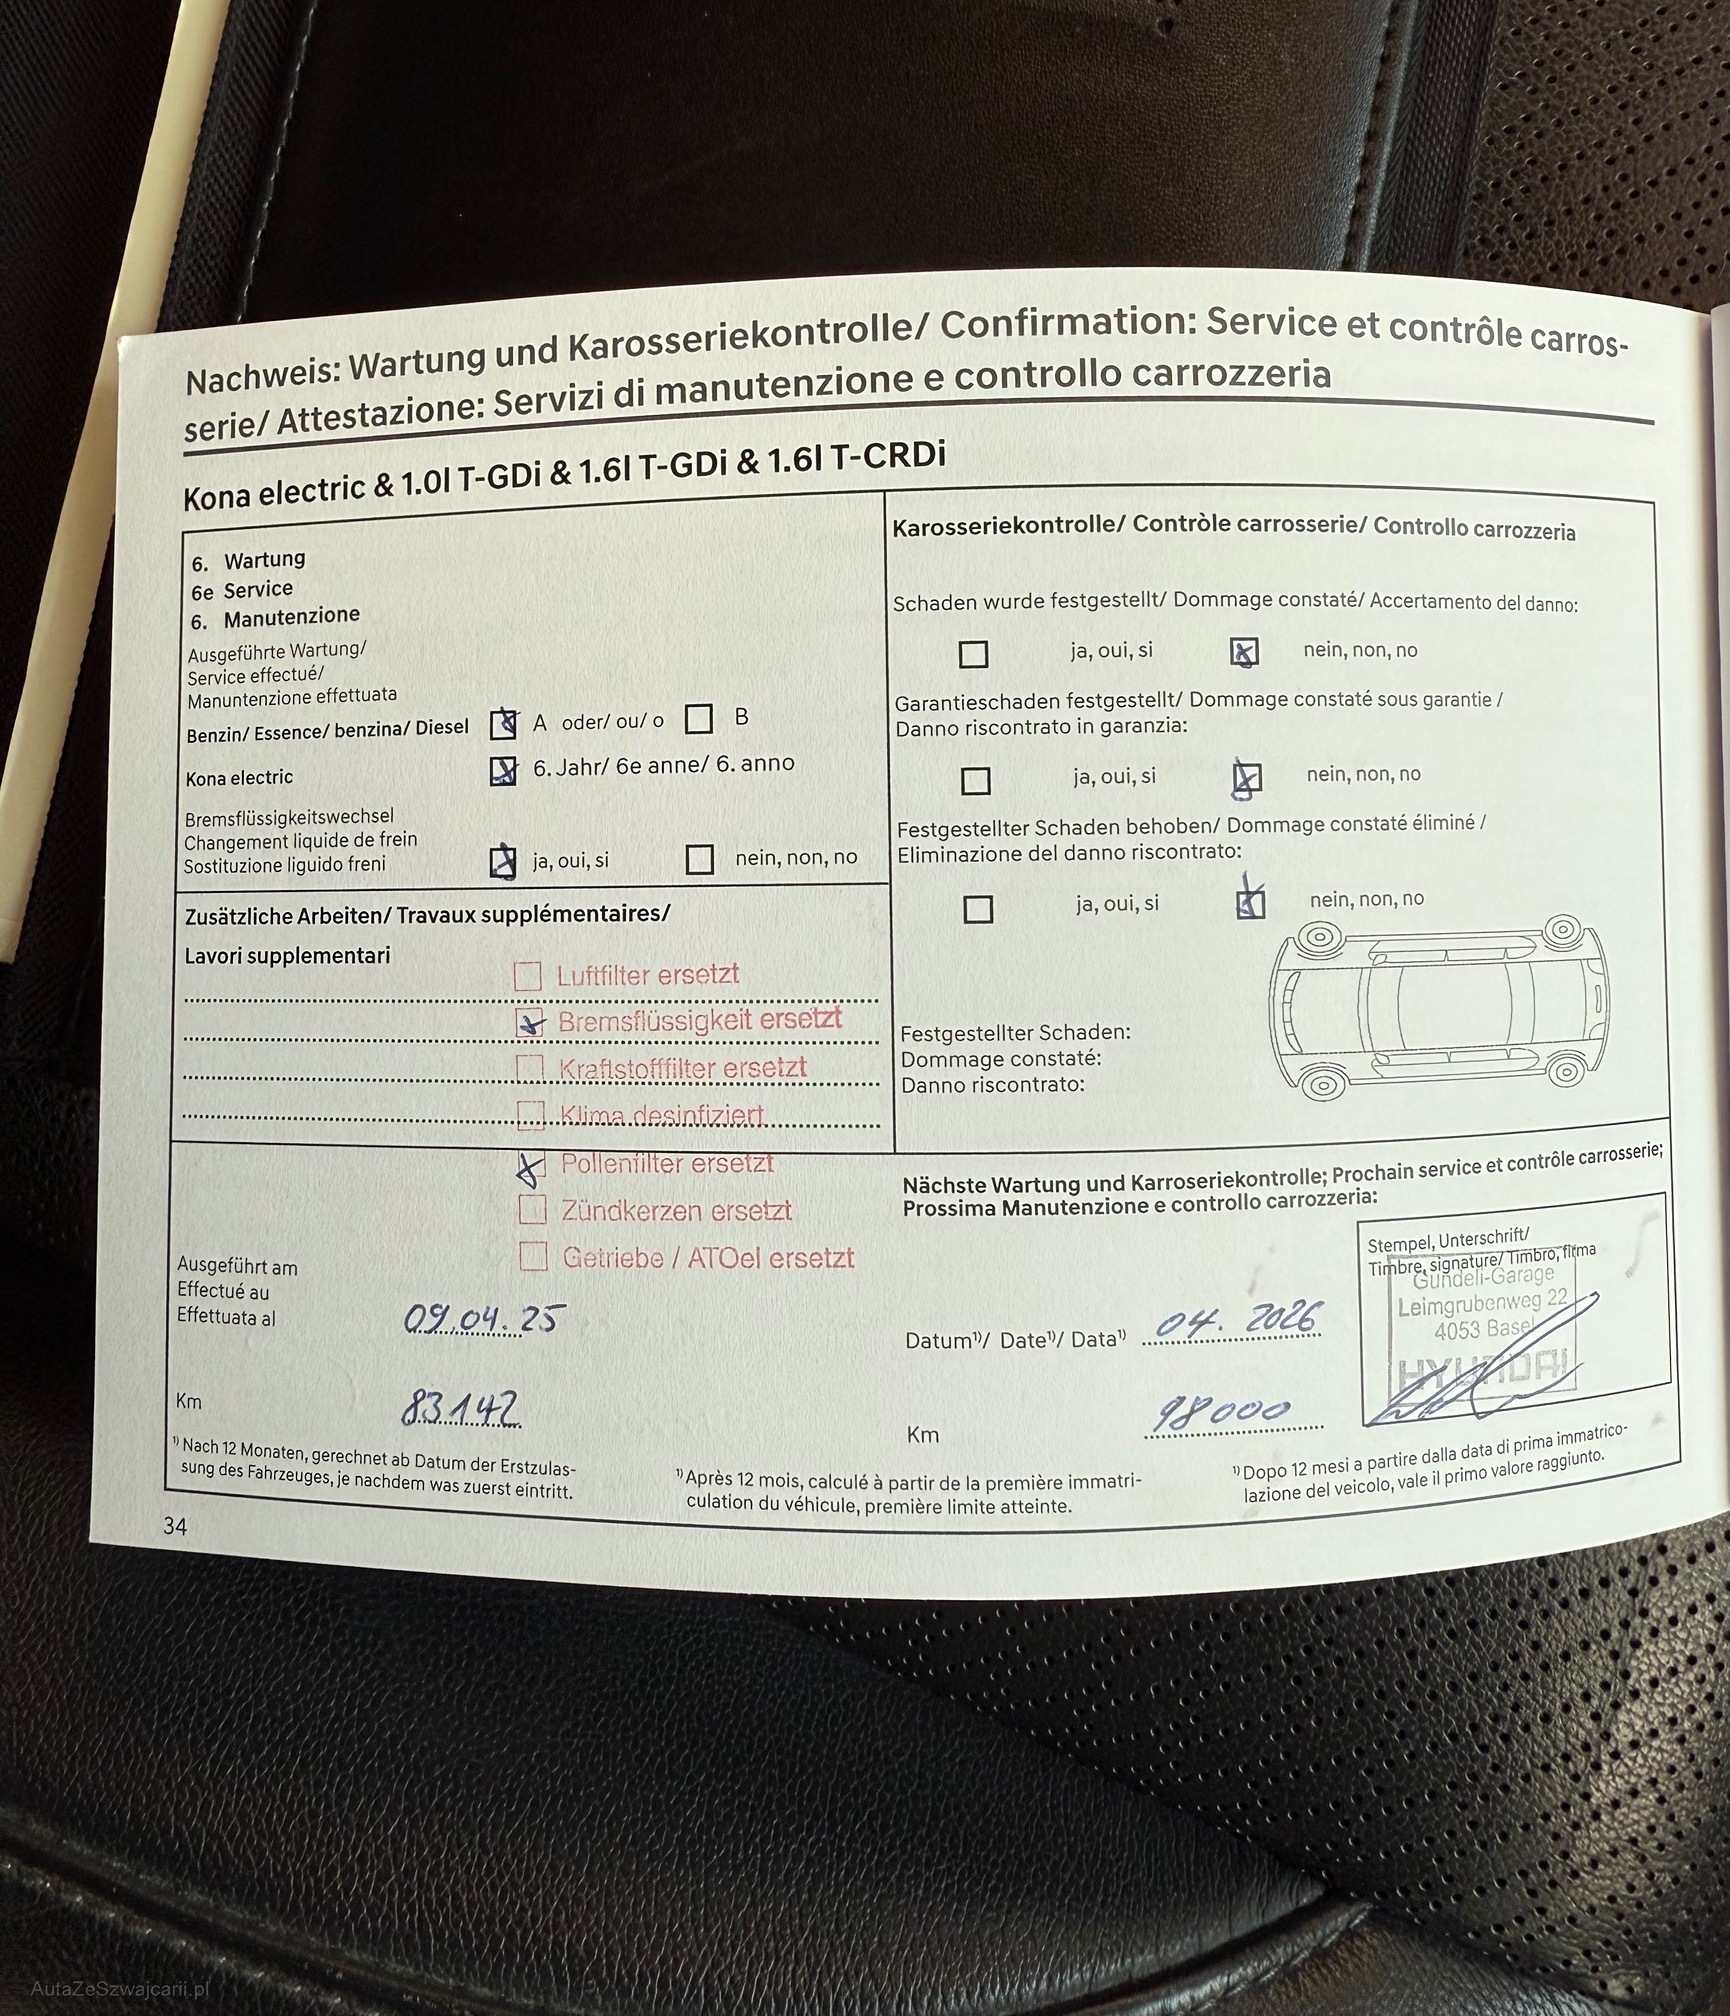 Nachweis: Wartung und Karosseriekontrolle/ Confirmation: Service et contrôle carros-
serie/ Attestazione: Servizi di manutenzione e controllo carrozzeria
Kona electric & 1.0l T-GDi & 1.6l T-GDi & 1.6l T-CRDi
6. Wartung
6e Service
6. Manutenzione
Ausgeführte Wartung/
Service effectué/
Manuntenzione effettuata
Benzin/ Essence/ benzina/ Diesel A oder/ ou/ o B
Kona electric 6. Jahr/ 6e anne/ 6. anno
Bremsflüssigkeitswechsel
Changement liquide de frein
Sostituzione liguido freni ja, oui, si nein, non, no
Zusätzliche Arbeiten/ Travaux supplémentaires/
Lavori supplementari
Luftfilter ersetzt
Bremsflüssigkeit ersetzt
Kraftstofffilter ersetzt
Klima desinfiziert
Pollenfilter ersetzt
Zündkerzen ersetzt
Getriebe / ATOel ersetzt
Karosseriekontrolle/ Contròle carrosserie/ Controllo carrozzeria
Schaden wurde festgestellt/ Dommage constaté/ Accertamento del danno:
ja, oui, si nein, non, no
Garantieschaden festgestellt/ Dommage constaté sous garantie /
Danno riscontrato in garanzia:
ja, oui, si nein, non, no
Festgestellter Schaden behoben/ Dommage constaté éliminé /
Eliminazione del danno riscontrato:
ja, oui, si nein, non, no
Festgestellter Schaden:
Dommage constaté:
Danno riscontrato:
Ausgeführt am
Effectué au
Effettuata al 09.04.25
Km 83142
Nächste Wartung und Karroseriekontrolle; Prochain service et contrôle carrosserie;
Prossima Manutenzione e controllo carrozzeria:
Datum¹⁾/ Date¹⁾/ Data¹⁾ 04. 2026
Km 98000
Stempel, Unterschrift/
Timbre, signature/ Timbro, firma
Gundeli-Garage
Leimgrubenweg 22
4053 Basel
HYUNDAI
¹⁾ Nach 12 Monaten, gerechnet ab Datum der Erstzulas-
sung des Fahrzeuges, je nachdem was zuerst eintritt.
¹⁾ Après 12 mois, calculé à partir de la première immatri-
culation du véhicule, première limite atteinte.
¹⁾ Dopo 12 mesi a partire dalla data di prima immatrico-
lazione del veicolo, vale il primo valore raggiunto.
34
AutaZeSzwajcarii.pl